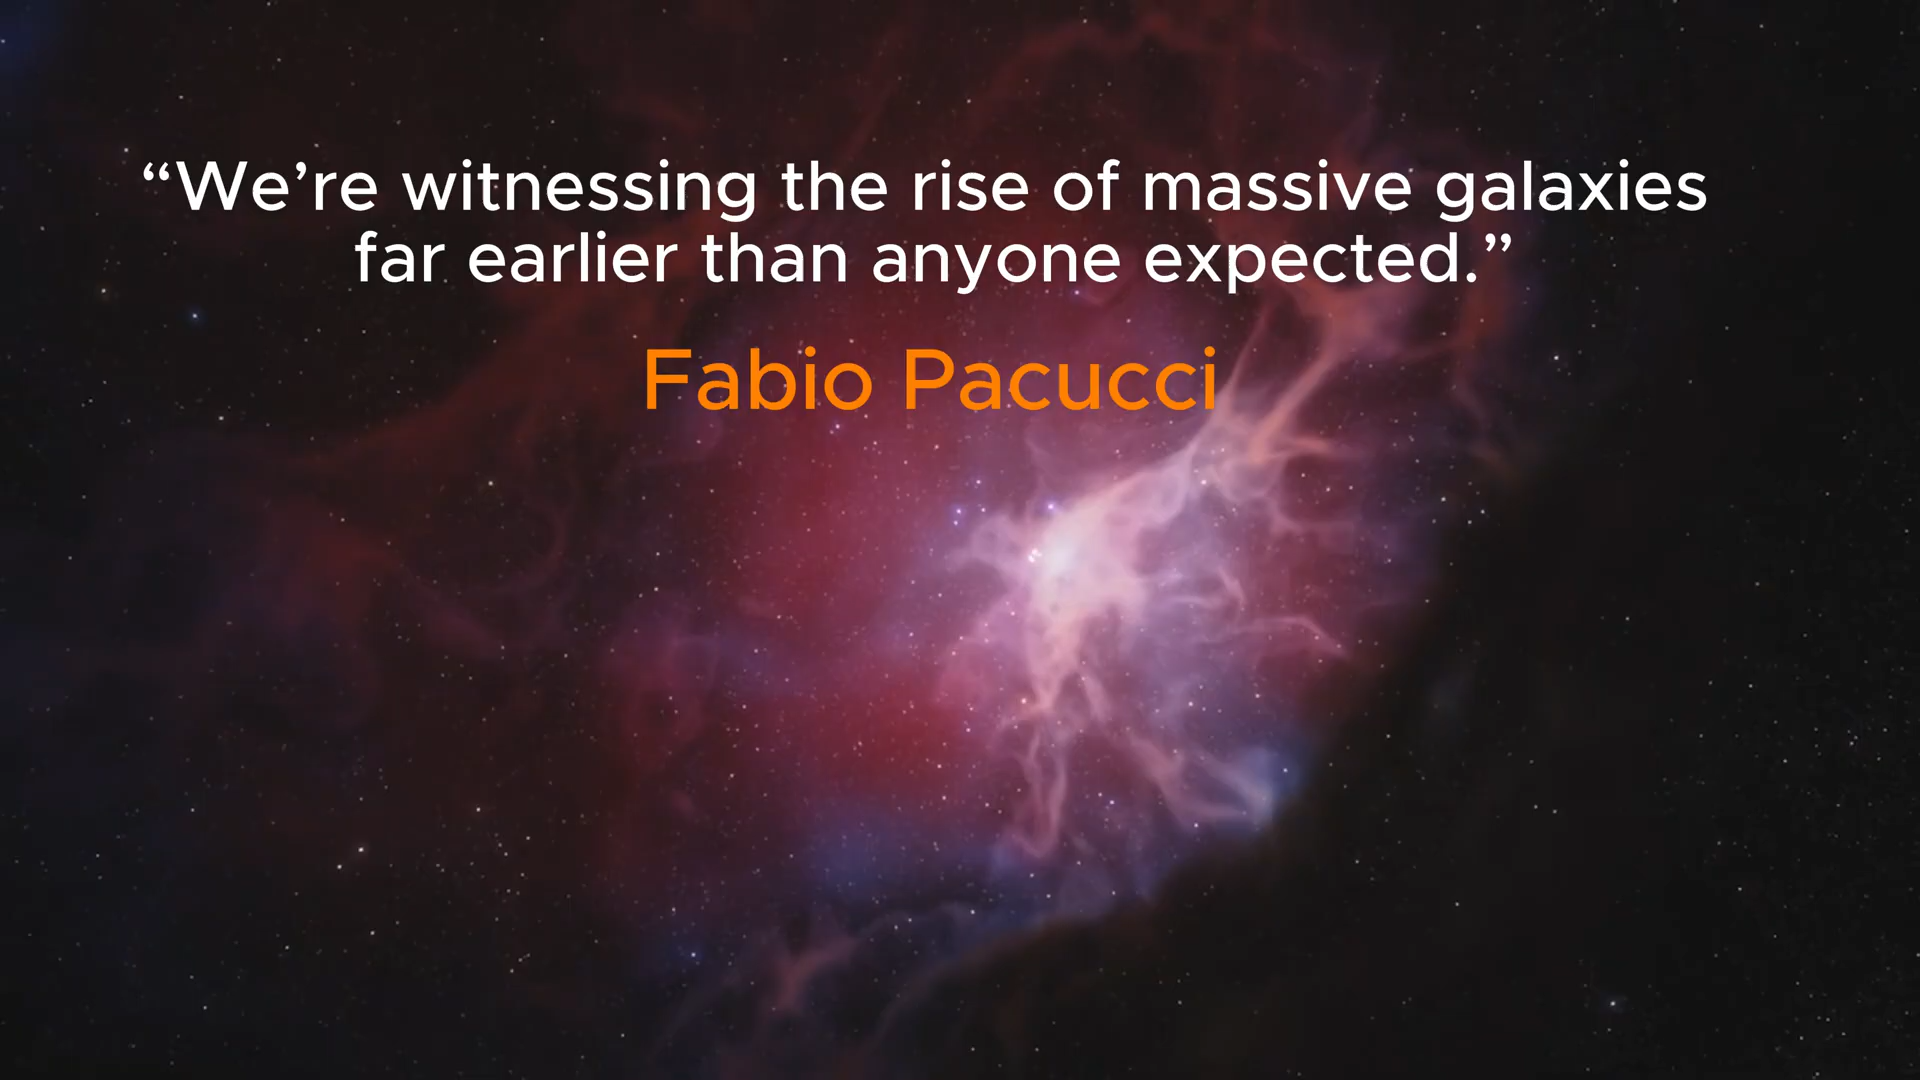 “We’re witnessing the rise of massive galaxies
far earlier than anyone expected.”
Fabio Pacucci